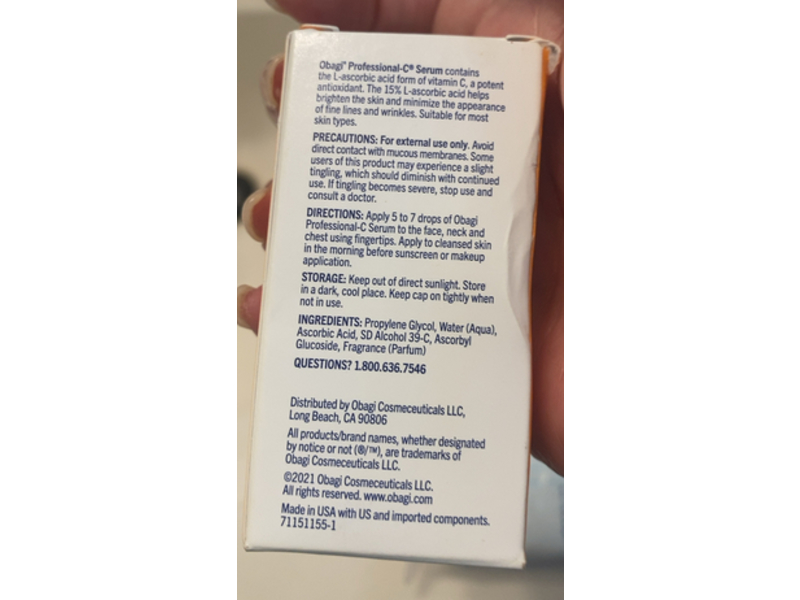 Obagi® Professional-C® Serum contains
the L-ascorbic acid form of vitamin C, a potent
antioxidant. The 15% L-ascorbic acid helps
brighten the skin and minimize the appearance
of fine lines and wrinkles. Suitable for most
skin types.
PRECAUTIONS: For external use only. Avoid
direct contact with mucous membranes. Some
users of this product may experience a slight
tingling, which should diminish with continued
use. If tingling becomes severe, stop use and
consult a doctor.
DIRECTIONS: Apply 5 to 7 drops of Obagi
Professional-C Serum to the face, neck and
chest using fingertips. Apply to cleansed skin
in the morning before sunscreen or makeup
application.
STORAGE: Keep out of direct sunlight. Store
in a dark, cool place. Keep cap on tightly when
not in use.
INGREDIENTS: Propylene Glycol, Water (Aqua),
Ascorbic Acid, SD Alcohol 39-C, Ascorbyl
Glucoside, Fragrance (Parfum)
QUESTIONS? 1.800.636.7546
Distributed by Obagi Cosmeceuticals LLC,
Long Beach, CA 90806
All products/brand names, whether designated
by notice or not (®/™), are trademarks of
Obagi Cosmeceuticals LLC.
©2021 Obagi Cosmeceuticals LLC.
All rights reserved. www.obagi.com
Made in USA with US and imported components.
71151155-1